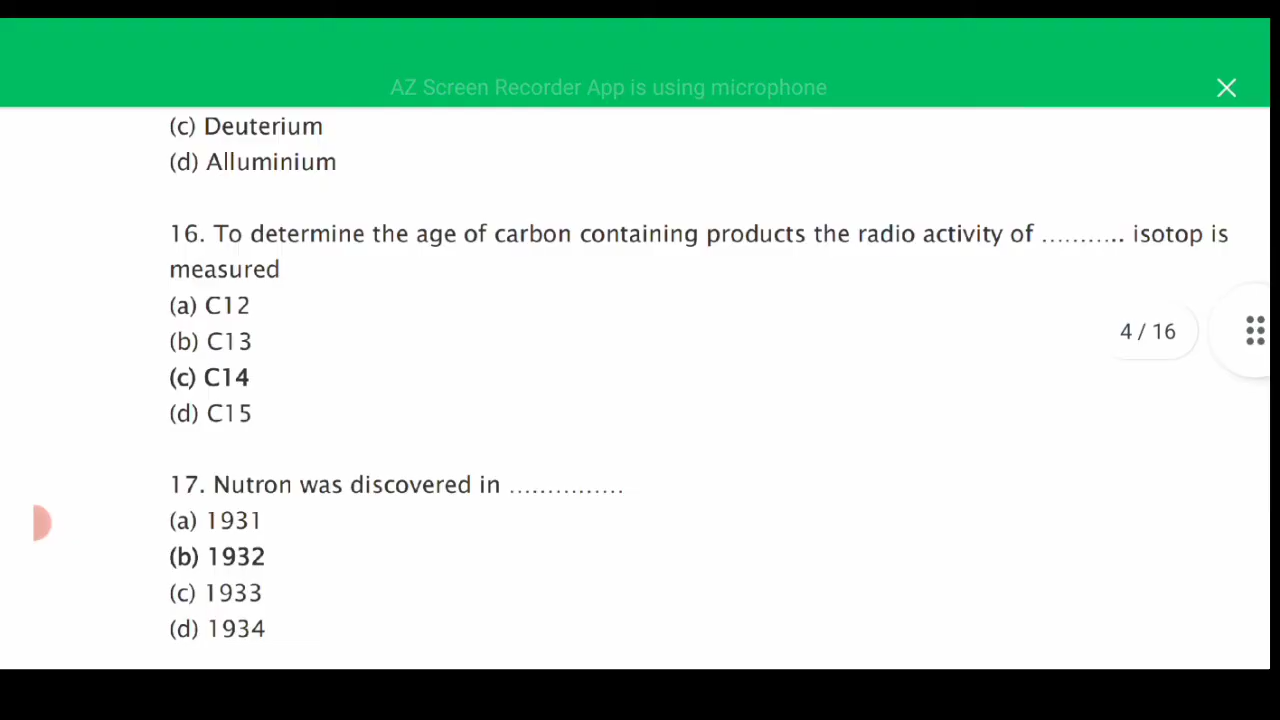 AZ Screen Recorder App is using microphone
(c) Deuterium
(d) Alluminium
16. To determine the age of carbon containing products the radio activity of ........... isotop is
measured
(a) C12
(b) C13
(c) C14
(d) C15
4 / 16
17. Nutron was discovered in ...............
(a) 1931
(b) 1932
(c) 1933
(d) 1934